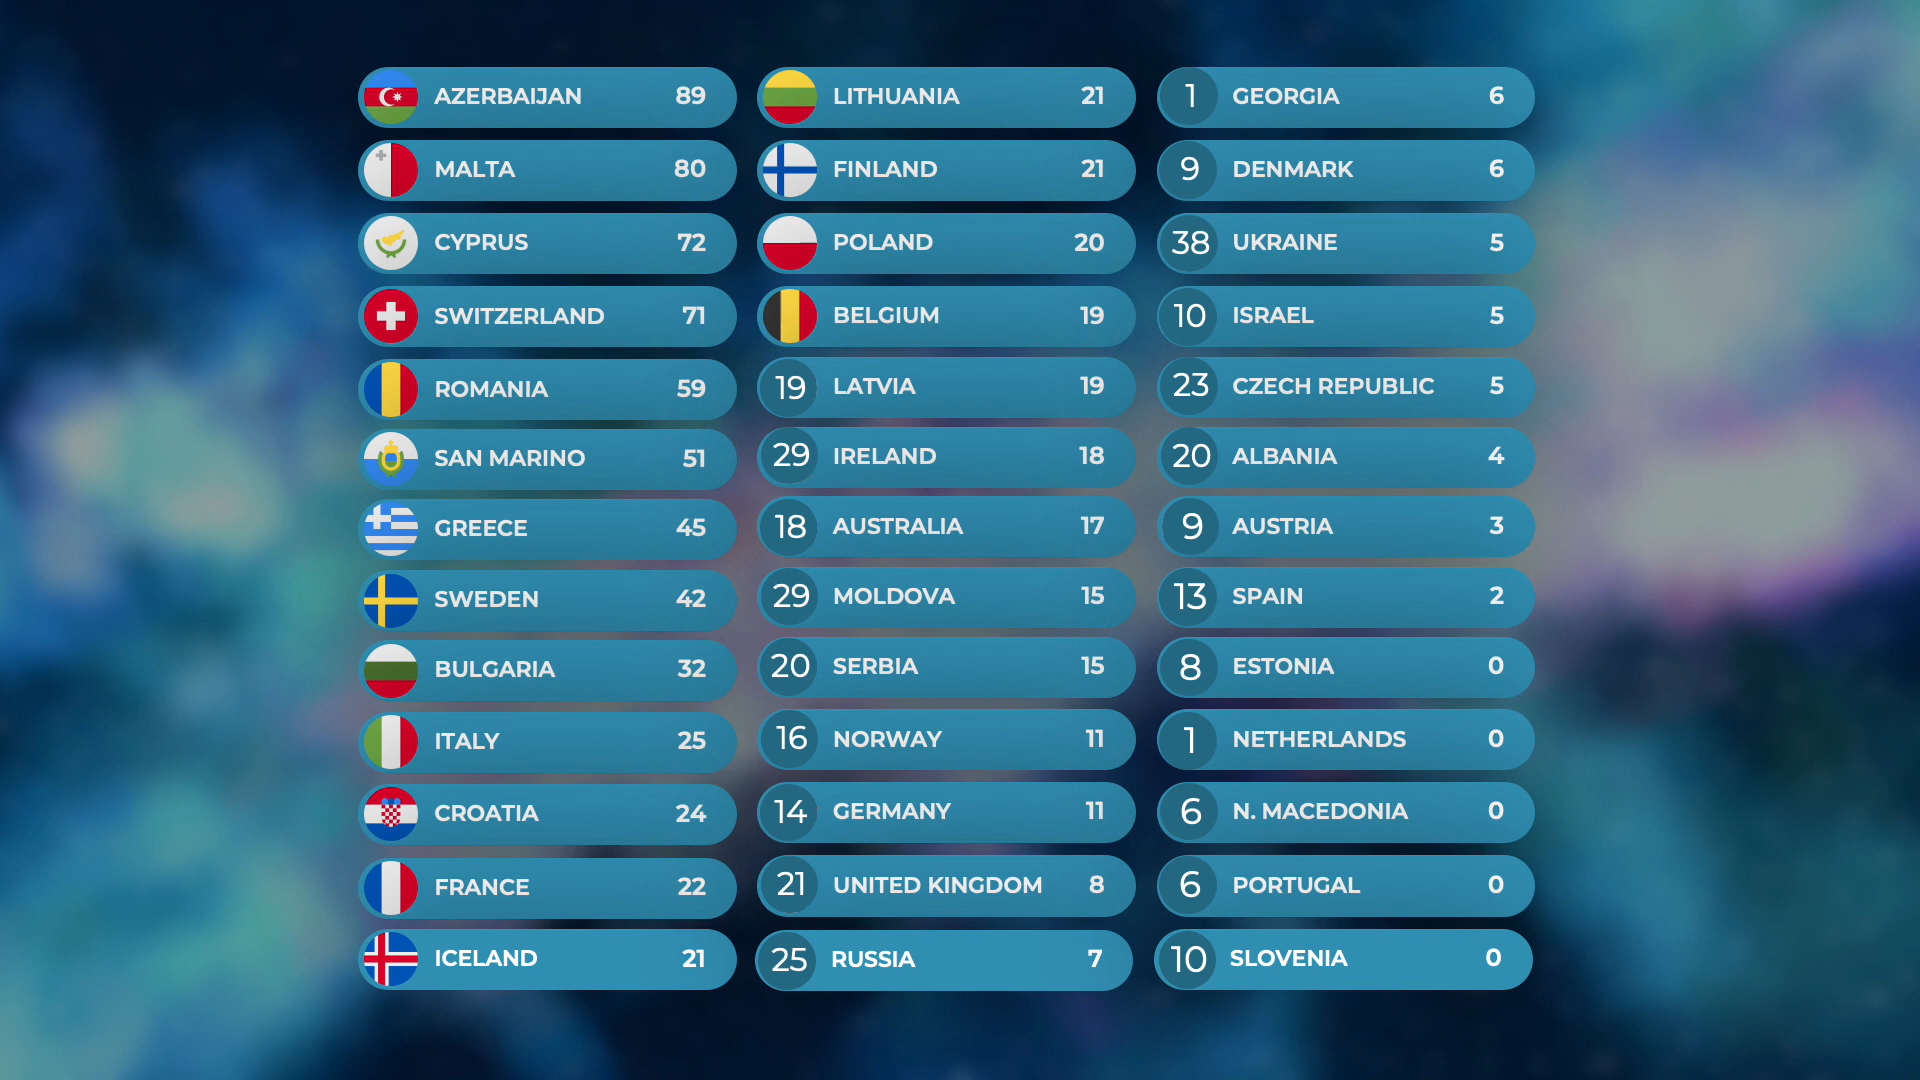 AZERBAIJAN 89
MALTA 80
CYPRUS 72
SWITZERLAND 71
ROMANIA 59
SAN MARINO 51
GREECE 45
SWEDEN 42
BULGARIA 32
ITALY 25
CROATIA 24
FRANCE 22
ICELAND 21
LITHUANIA 21
FINLAND 21
POLAND 20
BELGIUM 19
19 LATVIA 19
29 IRELAND 18
18 AUSTRALIA 17
29 MOLDOVA 15
20 SERBIA 15
16 NORWAY 11
14 GERMANY 11
21 UNITED KINGDOM 8
25 RUSSIA 7
1 GEORGIA 6
9 DENMARK 6
38 UKRAINE 5
10 ISRAEL 5
23 CZECH REPUBLIC 5
20 ALBANIA 4
9 AUSTRIA 3
13 SPAIN 2
8 ESTONIA 0
1 NETHERLANDS 0
6 N. MACEDONIA 0
6 PORTUGAL 0
10 SLOVENIA 0